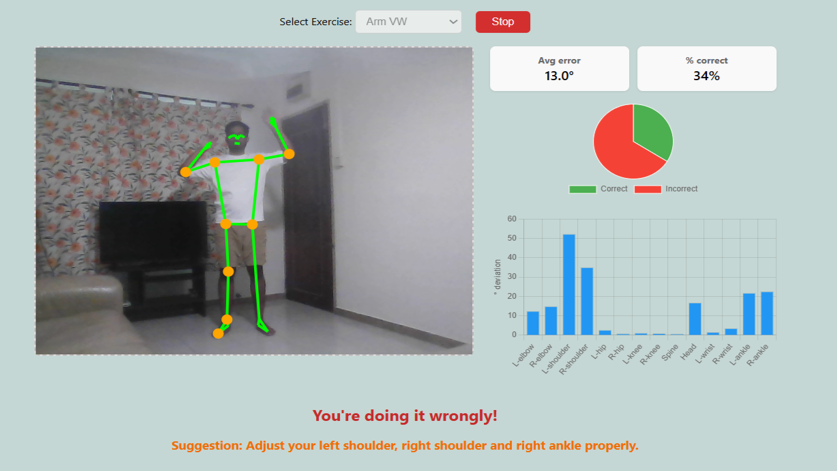 Select Exercise: Arm VW Stop
Avg error
13.0°
% correct
34%
Correct Incorrect
60
50
40
30
20
10
0
° deviation
L-elbow
R-elbow
L-shoulder
R-shoulder
L-hip
R-hip
L-knee
R-knee
Spine
Head
L-wrist
R-wrist
L-ankle
R-ankle
You're doing it wrongly!
Suggestion: Adjust your left shoulder, right shoulder and right ankle properly.